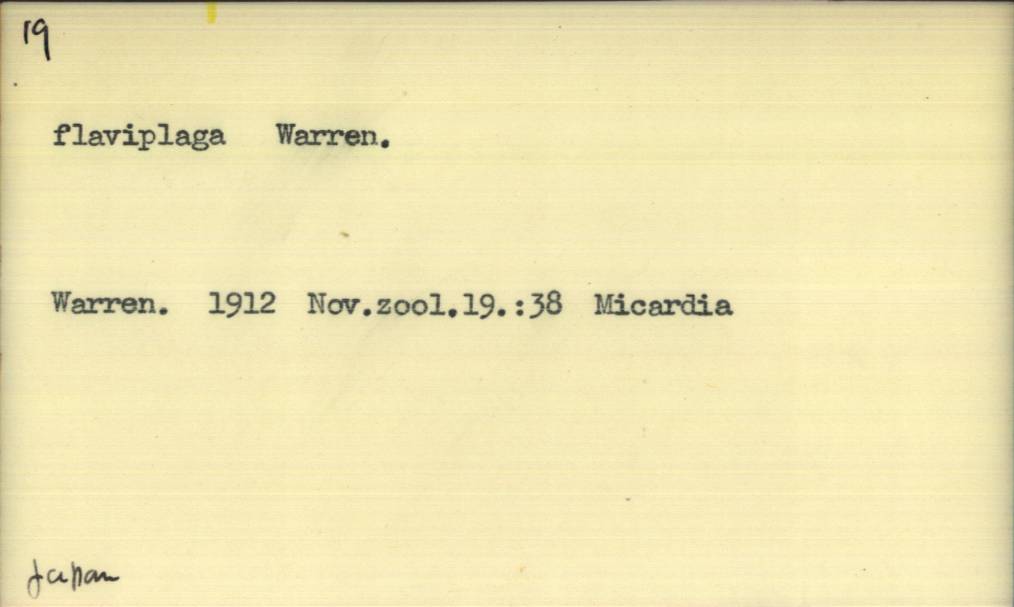 19
flaviplaga Warren.
Warren. 1912 Nov.zool.19.:38 Micardia
Japan